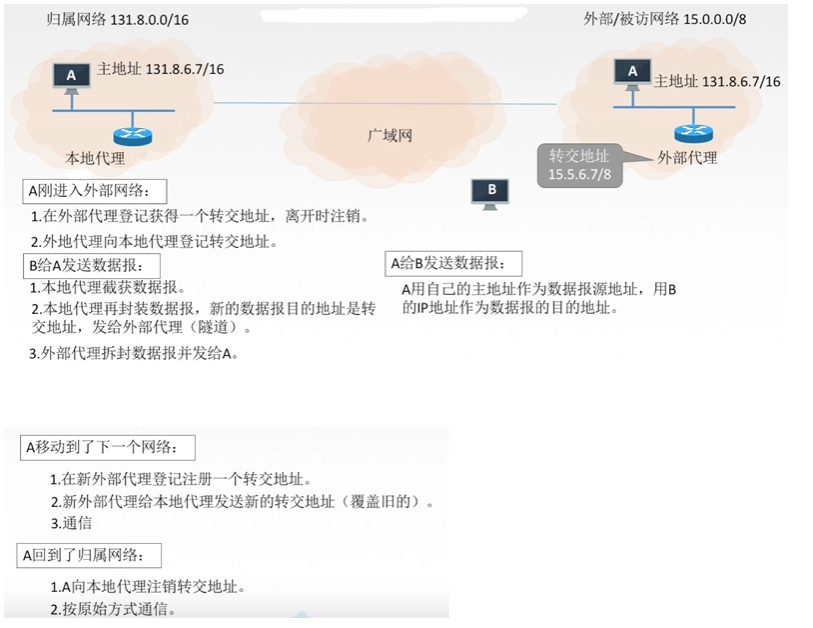 归属网络 131.8.0.0/16
外部/被访网络 15.0.0.0/8
A
主地址 131.8.6.7/16
A
主地址 131.8.6.7/16
广域网
本地代理
转交地址
15.5.6.7/8
外部代理
B
A刚进入外部网络：
1.在外部代理登记获得一个转交地址，离开时注销。
2.外地代理向本地代理登记转交地址。
B给A发送数据报：
1.本地代理截获数据报。
2.本地代理再封装数据报，新的数据报目的地址是转
交地址，发给外部代理（隧道）。
3.外部代理拆封数据报并发给A。
A给B发送数据报：
A用自己的主地址作为数据报源地址，用B
的IP地址作为数据报的目的地址。
A移动到了下一个网络：
1.在新外部代理登记注册一个转交地址。
2.新外部代理给本地代理发送新的转交地址（覆盖旧的）。
3.通信
A回到了归属网络：
1.A向本地代理注销转交地址。
2.按原始方式通信。